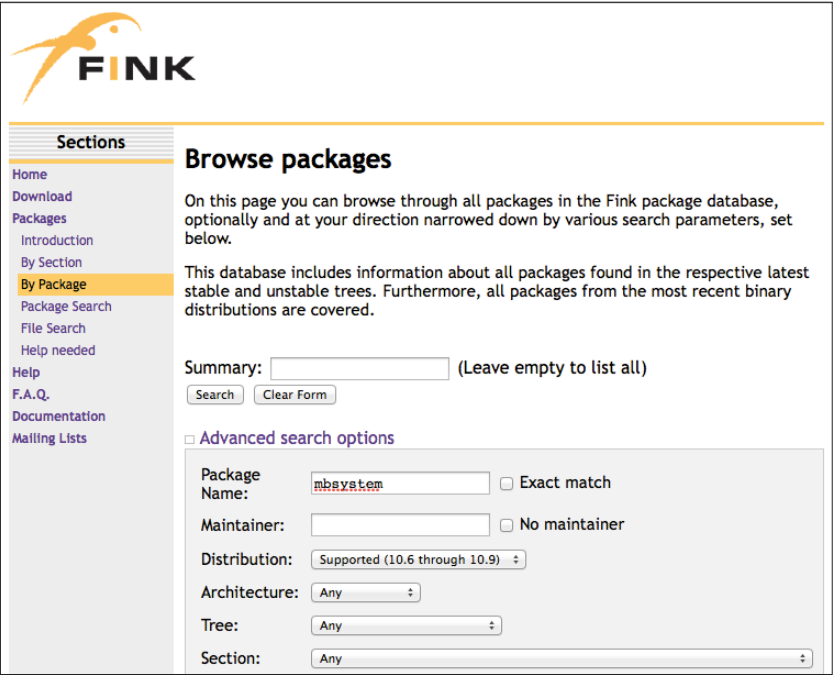 FINK
Sections
Home
Download
Packages
Introduction
By Section
By Package
Package Search
File Search
Help needed
Help
F.A.Q.
Documentation
Mailing Lists
Browse packages
On this page you can browse through all packages in the Fink package database,
optionally and at your direction narrowed down by various search parameters, set
below.
This database includes information about all packages found in the respective latest
stable and unstable trees. Furthermore, all packages from the most recent binary
distributions are covered.
Summary: (Leave empty to list all)
Search Clear Form
Advanced search options
Package
Name: mbsystem Exact match
Maintainer: No maintainer
Distribution: Supported (10.6 through 10.9)
Architecture: Any
Tree: Any
Section: Any